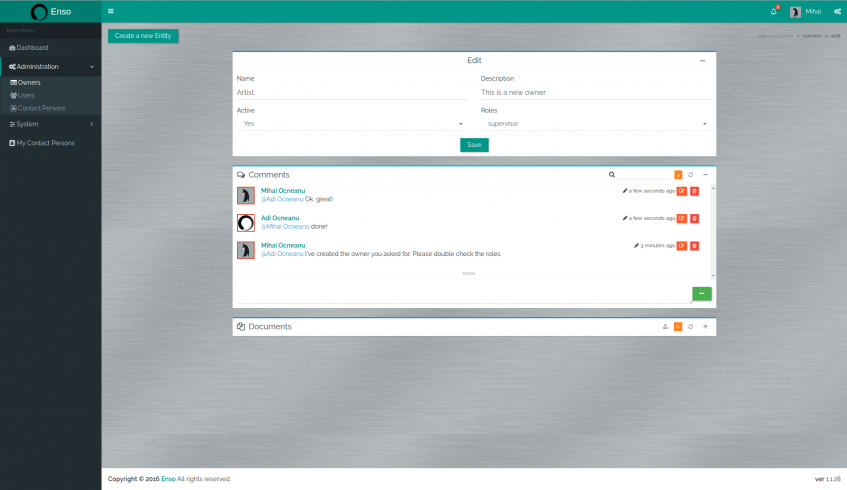 Enso
Mihai
Main Menu
Create a new Entity
administration > owners > edit
Dashboard
Administration
Owners
Users
Contact Persons
System
My Contact Persons
Edit
Name
Description
Artist
This is a new owner
Active
Roles
Yes
supervisor
Save
Comments
Mihai Ocneanu
a few seconds ago
@Adi Ocneanu Ok, great!
Adi Ocneanu
a few seconds ago
@Mihai Ocneanu done!
Mihai Ocneanu
3 minutes ago
@Adi Ocneanu I've created the owner you asked for. Please double check the roles.
more
Documents
Copyright © 2016 Enso All rights reserved.
ver 1.1.28